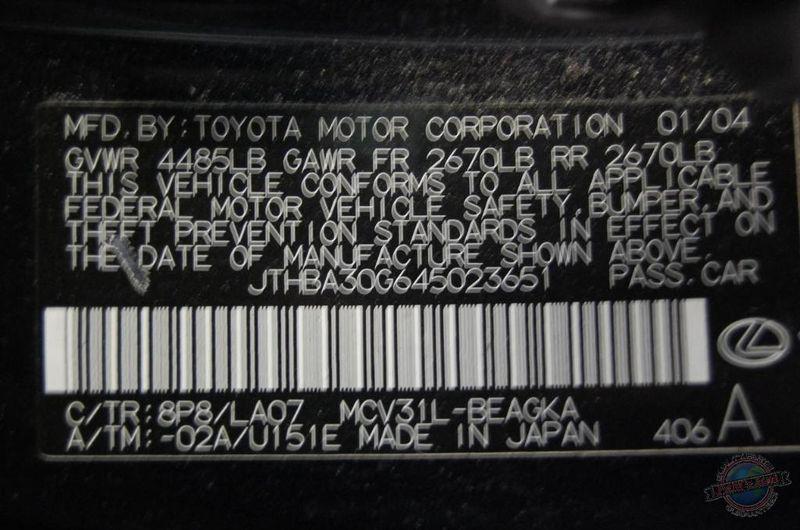 MFD. BY: TOYOTA MOTOR CORPORATION 01/04
GVWR 4485LB GAWR FR 2670LB RR 2670LB
THIS VEHICLE CONFORMS TO ALL APPLICABLE
FEDERAL MOTOR VEHICLE SAFETY, BUMPER, AND
THEFT PREVENTION STANDARDS IN EFFECT ON
THE DATE OF MANUFACTURE SHOWN ABOVE.
JTHBA30G645023651 PASS. CAR
C/TR: 8P8/LA07 MCV31L-BEAGKA
A/TM: -02A/U151E MADE IN JAPAN 406 A